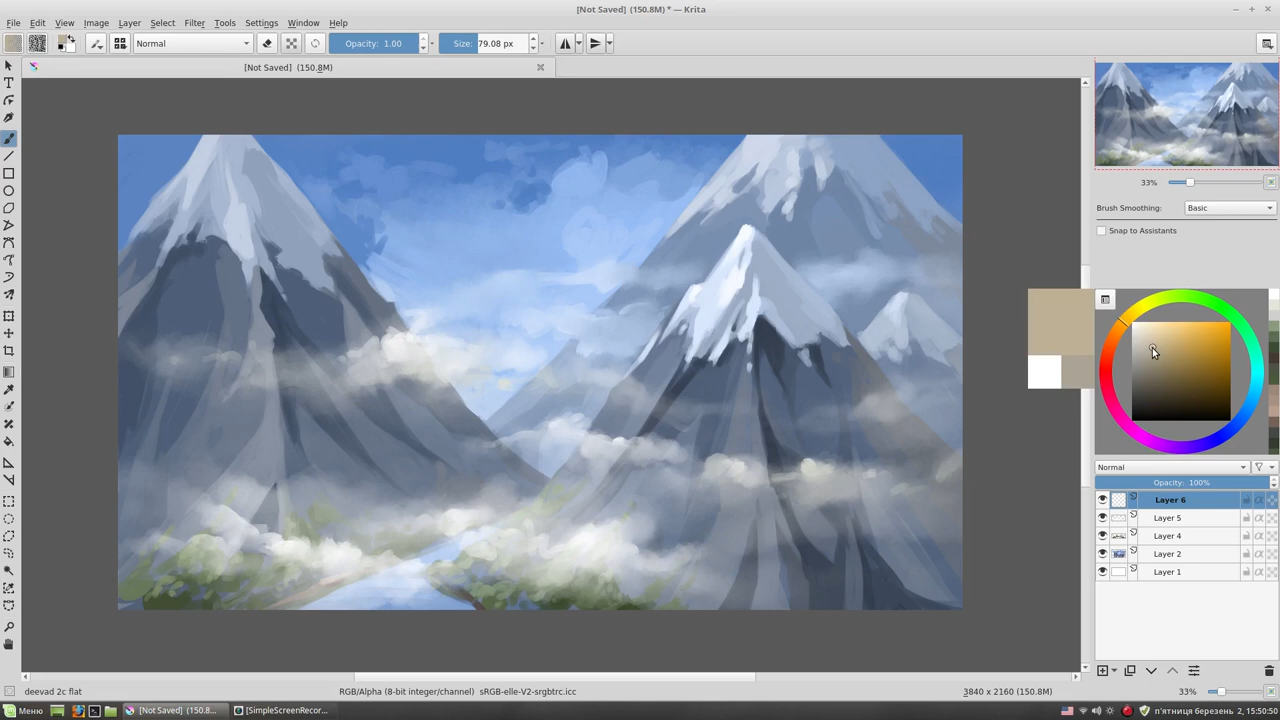 [Not Saved] (150.8M) * — Krita
File Edit View Image Layer Select Filter Tools Settings Window Help
Normal Opacity: 1.00 Size: 79.08 px
[Not Saved] (150.8M)
33%
Brush Smoothing: Basic
Snap to Assistants
Normal
Opacity: 100%
Layer 6
Layer 5
Layer 4
Layer 2
Layer 1
deevad 2c flat RGB/Alpha (8-bit integer/channel) sRGB-elle-V2-srgbtrc.icc 3840 x 2160 (150.8M) 33%
Меню [Not Saved] (150.8... [SimpleScreenRecor... п'ятниця березень 2, 15:50:50